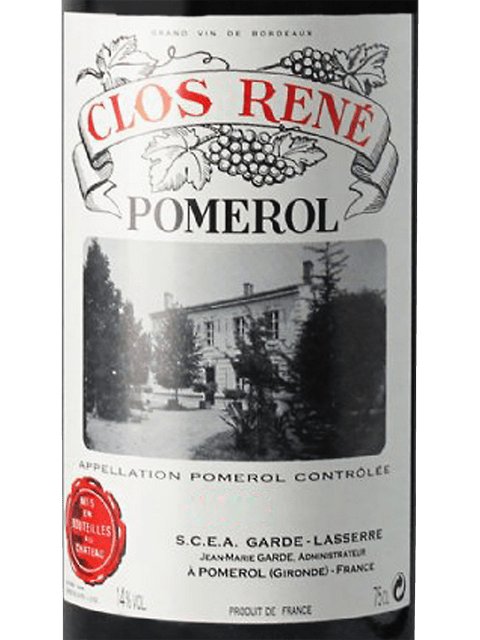 GRAND VIN DE BORDEAUX
CLOS RENÉ
POMEROL
APPELLATION POMEROL CONTRÔLÉE
MIS
EN
BOUTEILLES
AU
CHATEAU
S.C.E.A. GARDE-LASSERRE
JEAN-MARIE GARDE, ADMINISTRATEUR
À POMEROL (GIRONDE) - FRANCE
14% VOL
PRODUIT DE FRANCE
75CL